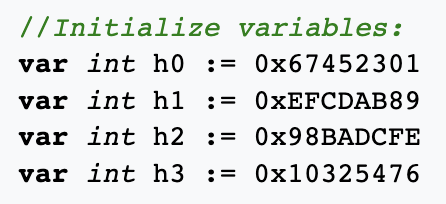 //Initialize variables:
var int h0 := 0x67452301
var int h1 := 0xEFCDAB89
var int h2 := 0x98BADCFE
var int h3 := 0x10325476